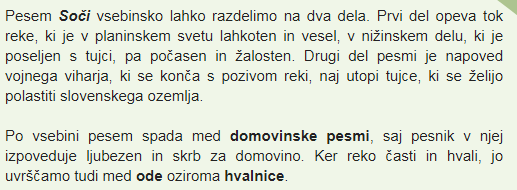 Pesem Soči vsebinsko lahko razdelimo na dva dela. Prvi del opeva tok
reke, ki je v planinskem svetu lahkoten in vesel, v nižinskem delu, ki je
poseljen s tujci, pa počasen in žalosten. Drugi del pesmi je napoved
vojnega viharja, ki se konča s pozivom reki, naj utopi tujce, ki se želijo
polastiti slovenskega ozemlja.
Po vsebini pesem spada med domovinske pesmi, saj pesnik v njej
izpoveduje ljubezen in skrb za domovino. Ker reko časti in hvali, jo
uvrščamo tudi med ode oziroma hvalnice.